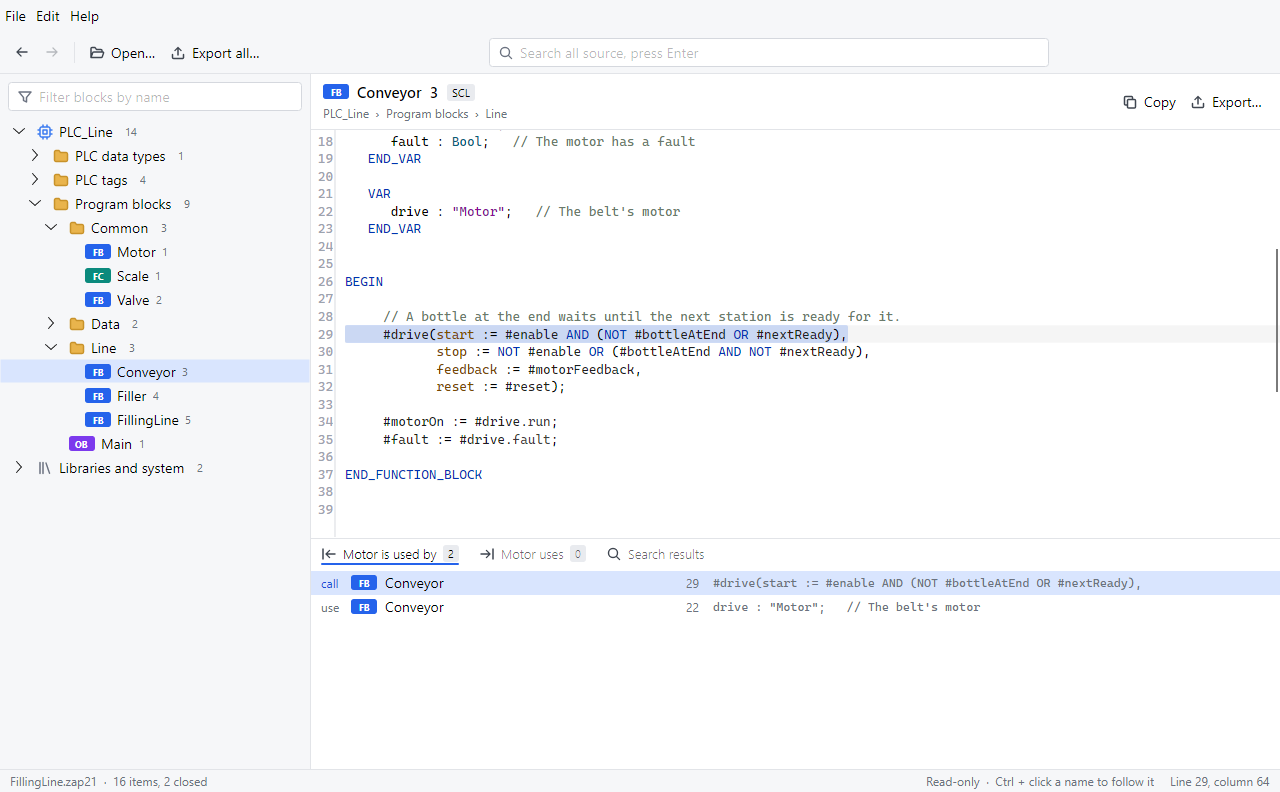 File Edit Help
Open... Export all... Search all source, press Enter
Filter blocks by name
PLC_Line 14
PLC data types 1
PLC tags 4
Program blocks 9
Common 3
FB Motor 1
FC Scale 1
FB Valve 2
Data 2
Line 3
FB Conveyor 3
FB Filler 4
FB FillingLine 5
OB Main 1
Libraries and system 2
FB Conveyor 3 SCL
PLC_Line › Program blocks › Line
Copy Export...
18 fault : Bool; // The motor has a fault
19 END_VAR
20
21 VAR
22 drive : "Motor"; // The belt's motor
23 END_VAR
24
25
26 BEGIN
27
28 // A bottle at the end waits until the next station is ready for it.
29 #drive(start := #enable AND (NOT #bottleAtEnd OR #nextReady),
30 stop := NOT #enable OR (#bottleAtEnd AND NOT #nextReady),
31 feedback := #motorFeedback,
32 reset := #reset);
33
34 #motorOn := #drive.run;
35 #fault := #drive.fault;
36
37 END_FUNCTION_BLOCK
38
39
Motor is used by 2 Motor uses 0 Search results
call FB Conveyor 29 #drive(start := #enable AND (NOT #bottleAtEnd OR #nextReady),
use FB Conveyor 22 drive : "Motor"; // The belt's motor
FillingLine.zap21 · 16 items, 2 closed
Read-only · Ctrl + click a name to follow it Line 29, column 64